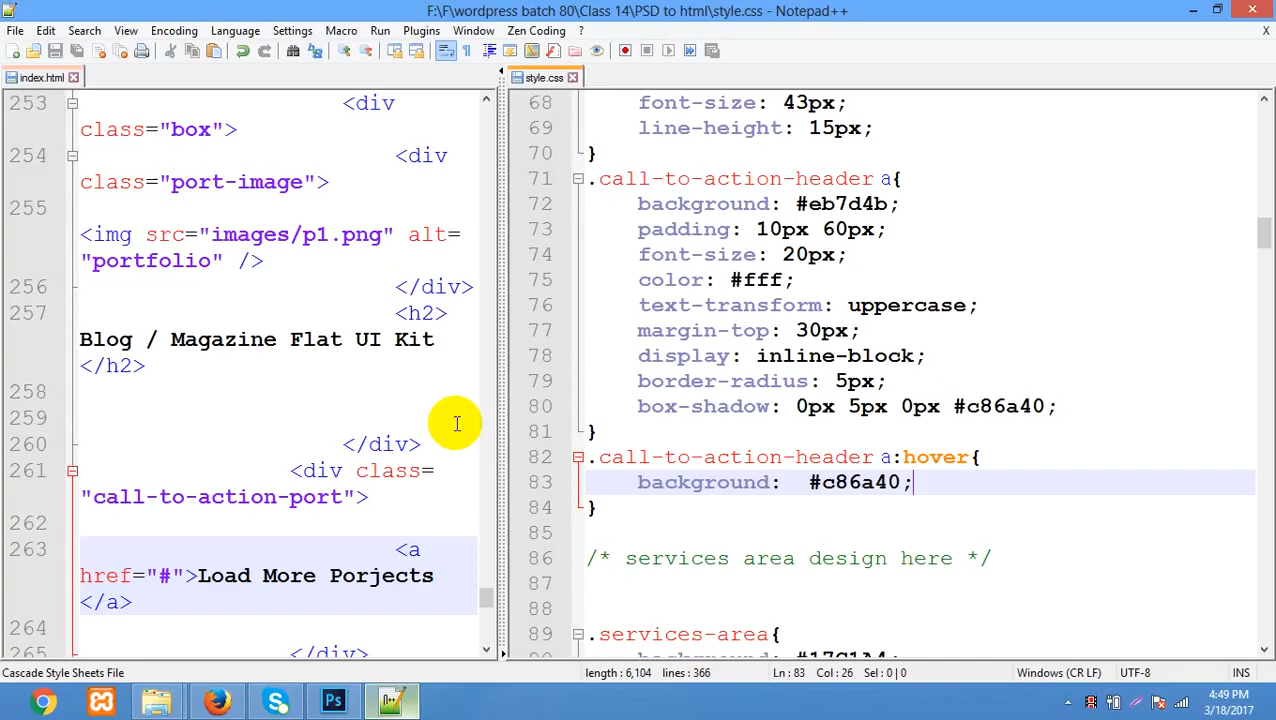 F:\F\wordpress batch 80\Class 14\PSD to html\style.css - Notepad++
File Edit Search View Encoding Language Settings Macro Run Plugins Window Zen Coding ? X
index.html
style.css
253 <div
class="box">
254 <div
class="port-image">
255
<img src="images/p1.png" alt=
"portfolio" />
256 </div>
257 <h2>
Blog / Magazine Flat UI Kit
</h2>
258
259
260 </div>
261 <div class=
"call-to-action-port">
262
263 <a
href="#">Load More Porjects
</a>
264
265 </div>
68 font-size: 43px;
69 line-height: 15px;
70 }
71 .call-to-action-header a{
72 background: #eb7d4b;
73 padding: 10px 60px;
74 font-size: 20px;
75 color: #fff;
76 text-transform: uppercase;
77 margin-top: 30px;
78 display: inline-block;
79 border-radius: 5px;
80 box-shadow: 0px 5px 0px #c86a40;
81 }
82 .call-to-action-header a:hover{
83 background:  #c86a40;
84 }
85
86 /* services area design here */
87
88
89 .services-area{
background: #17C1A4;
Cascade Style Sheets File length : 6,104 lines : 366 Ln : 83 Col : 26 Sel : 0 | 0 Windows (CR LF) UTF-8 INS
Ps
4:49 PM
3/18/2017